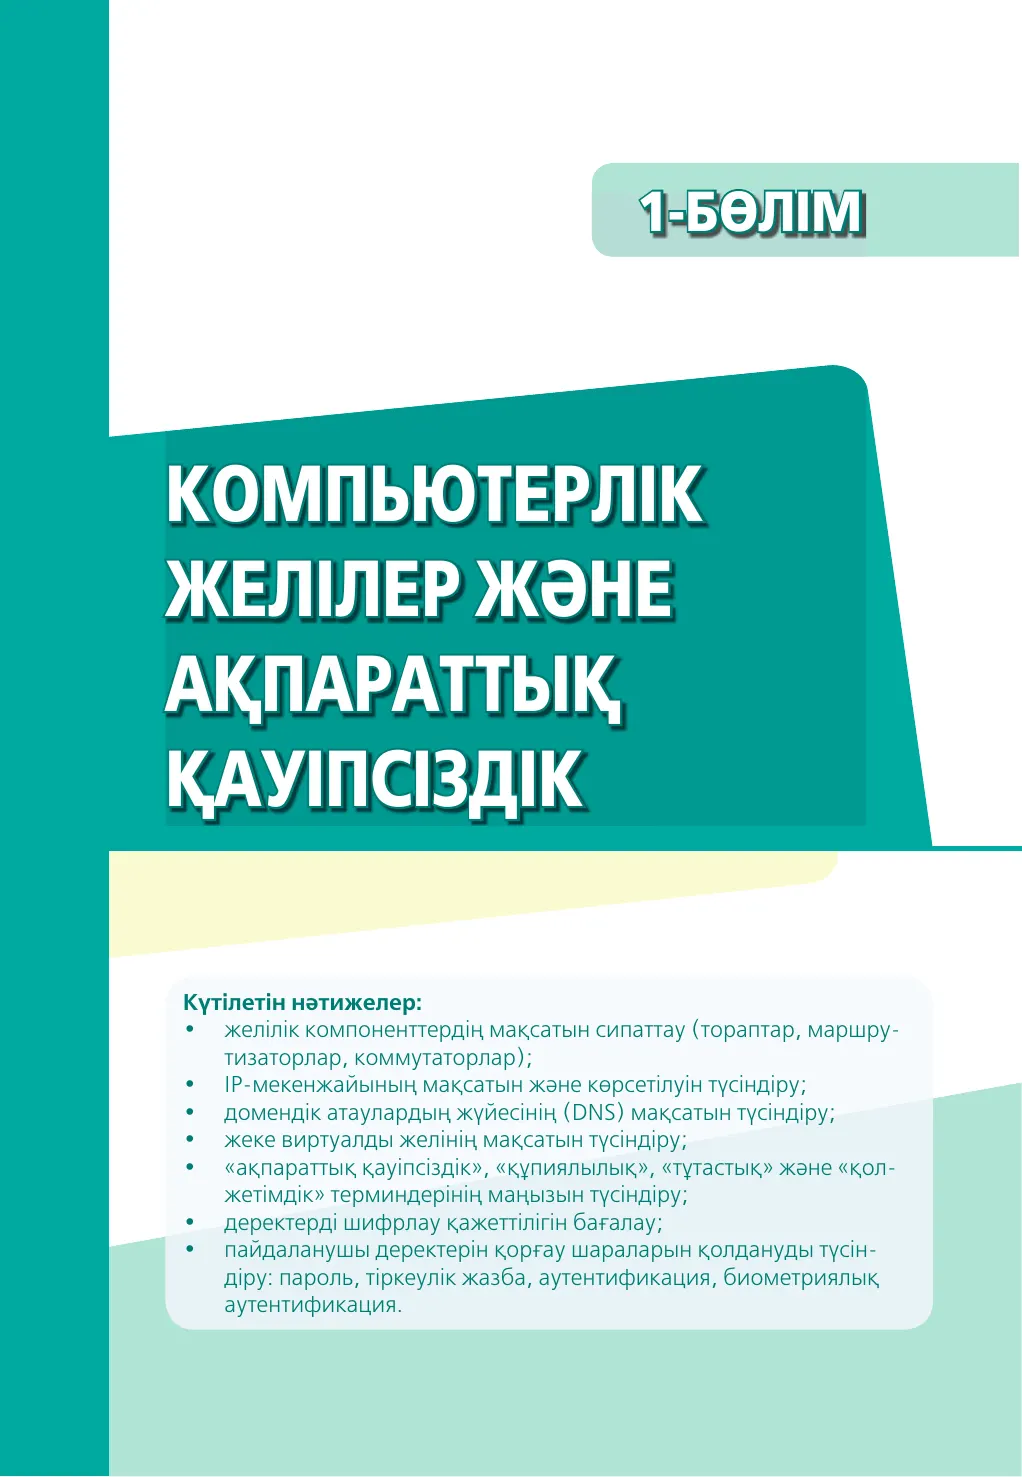 1-БӨЛІМ
КОМПЬЮТЕРЛІК
ЖЕЛІЛЕР ЖӘНЕ
АҚПАРАТТЫҚ
ҚАУІПСІЗДІК
Күтілетін нәтижелер:
• желілік компоненттердің мақсатын сипаттау (тораптар, маршру-
тизаторлар, коммутаторлар);
• IP-мекенжайының мақсатын және көрсетілуін түсіндіру;
• домендік атаулардың жүйесінің (DNS) мақсатын түсіндіру;
• жеке виртуалды желінің мақсатын түсіндіру;
• «ақпараттық қауіпсіздік», «құпиялылық», «тұтастық» және «қол-
жетімдік» терминдерінің маңызын түсіндіру;
• деректерді шифрлау қажеттілігін бағалау;
• пайдаланушы деректерін қорғау шараларын қолдануды түсін-
діру: пароль, тіркеулік жазба, аутентификация, биометриялық
аутентификация.